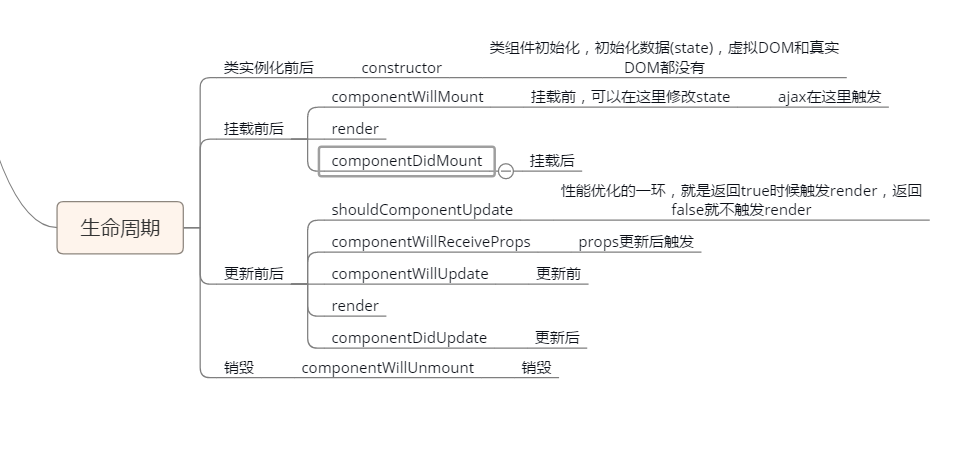 类组件初始化，初始化数据(state)，虚拟DOM和真实
类实例化前后 constructor DOM都没有
componentWillMount 挂载前，可以在这里修改state ajax在这里触发
挂载前后 render
componentDidMount 挂载后
性能优化的一环，就是返回true时候触发render，返回
shouldComponentUpdate false就不触发render
生命周期
componentWillReceiveProps props更新后触发
更新前后 componentWillUpdate 更新前
render
componentDidUpdate 更新后
销毁 componentWillUnmount 销毁